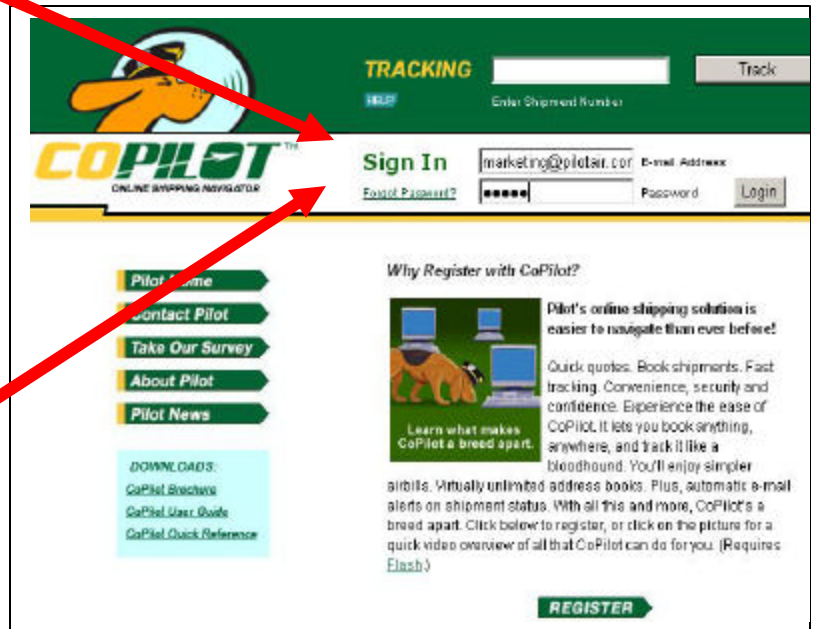 TRACKING
Track
HELP
Enter Shipment Number
COPILOT™
ONLINE SHIPPING NAVIGATOR
Sign In
marketing@pilotair.com
E-mail Address
Forgot Password?
Password
Login
Pilot Home
Contact Pilot
Take Our Survey
About Pilot
Pilot News
DOWNLOADS:
CoPilot Brochure
CoPilot User Guide
CoPilot Quick Reference
Why Register with CoPilot?
Learn what makes
CoPilot a breed apart.
Pilot's online shipping solution is
easier to navigate than ever before!
Quick quotes. Book shipments. Fast
tracking. Convenience, security and
confidence. Experience the ease of
CoPilot. It lets you book anything,
anywhere, and track it like a
bloodhound. You'll enjoy simpler
airbills. Virtually unlimited address books. Plus, automatic e-mail
alerts on shipment status. With all this and more, CoPilot's a
breed apart. Click below to register, or click on the picture for a
quick video overview of all that CoPilot can do for you. (Requires
Flash.)
REGISTER